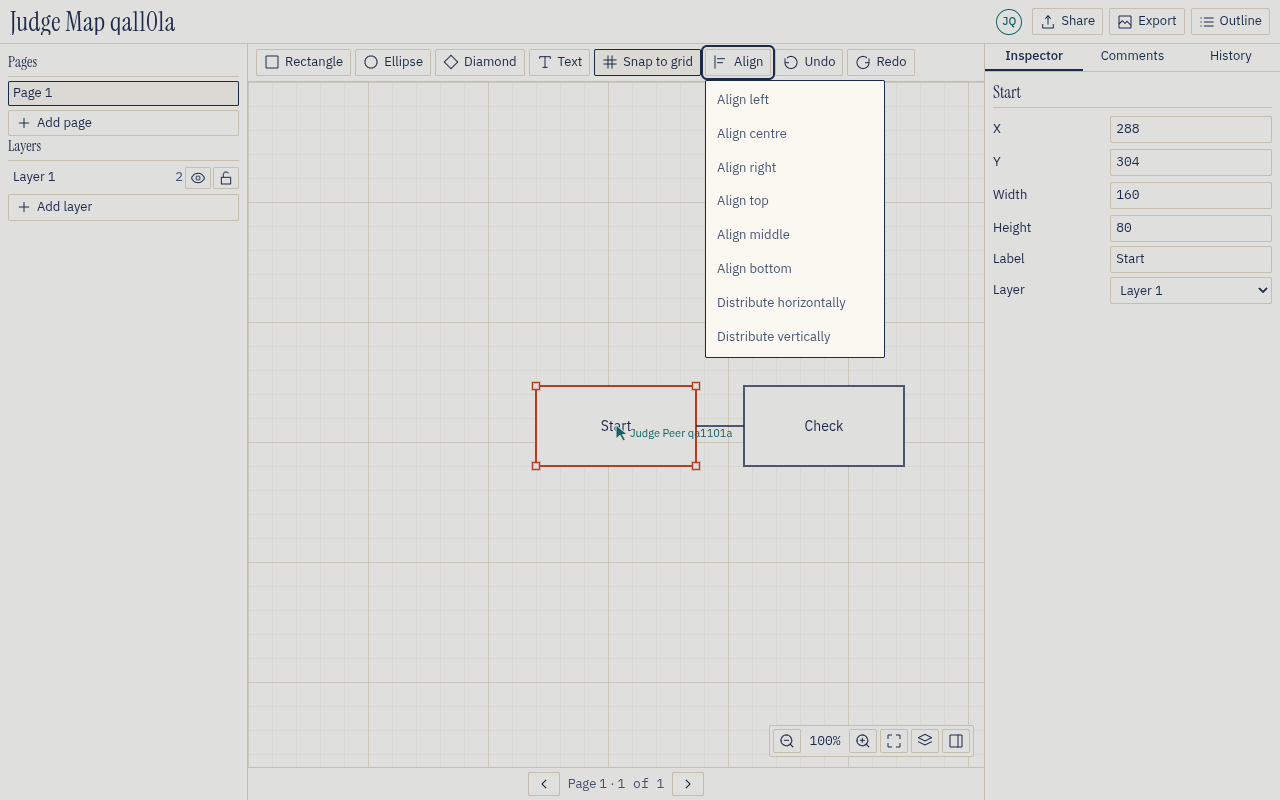 Judge Map qa1101a
JQ
Share
Export
Outline
Pages
Page 1
Add page
Layers
Layer 1
2
Add layer
Rectangle
Ellipse
Diamond
Text
Snap to grid
Align
Undo
Redo
Align left
Align centre
Align right
Align top
Align middle
Align bottom
Distribute horizontally
Distribute vertically
Start
Judge Peer qa1101a
Check
100%
Page 1 · 1 of 1
Inspector
Comments
History
Start
X
288
Y
304
Width
160
Height
80
Label
Start
Layer
Layer 1